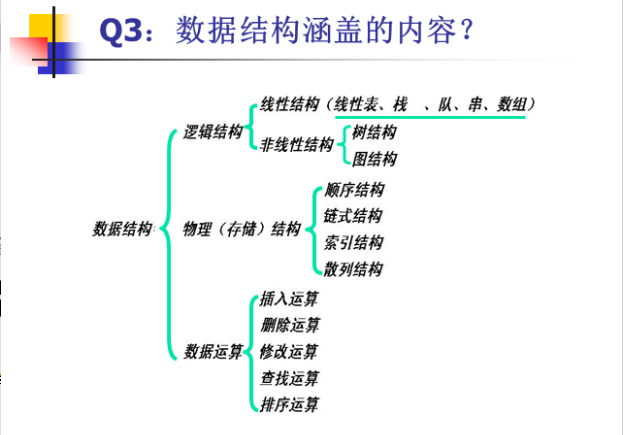 Q3：数据结构涵盖的内容？
线性结构（线性表、栈 、队、串、数组）
逻辑结构
非线性结构
树结构
图结构
数据结构:
物理（存储）结构
顺序结构
链式结构
索引结构
散列结构
数据运算
插入运算
删除运算
修改运算
查找运算
排序运算